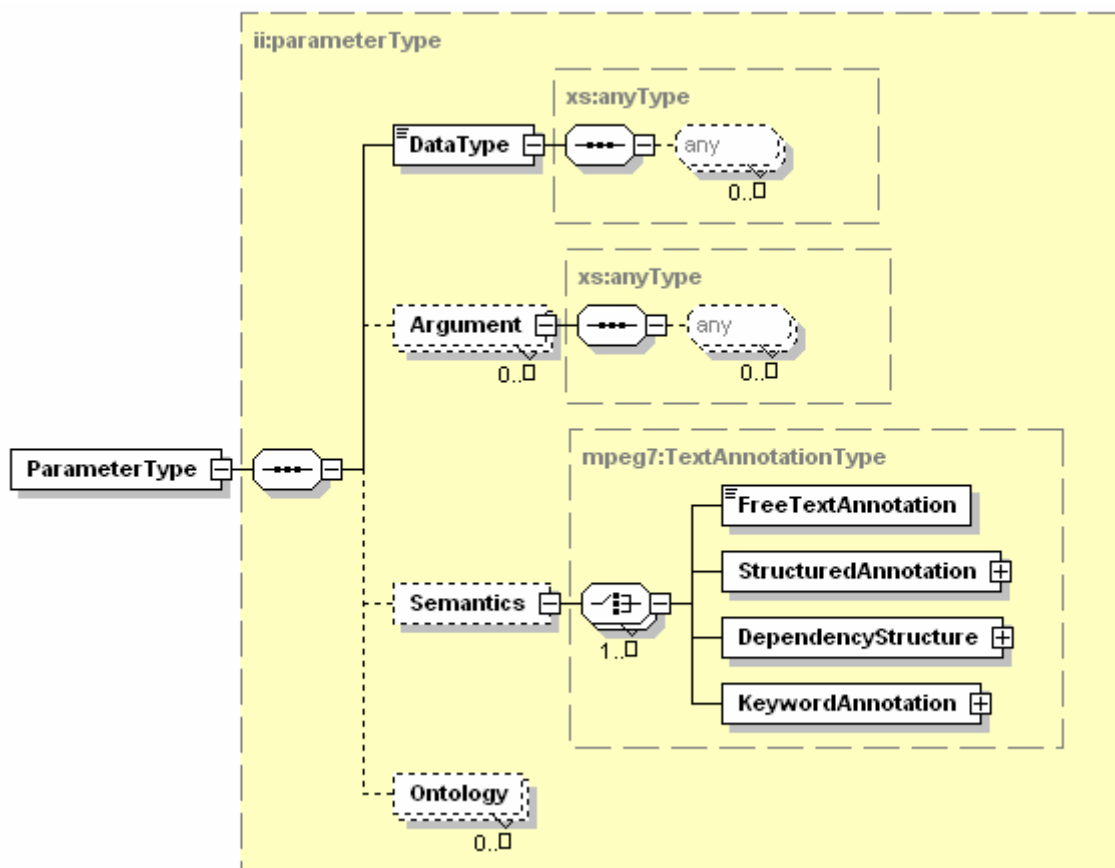 ii:parameterType
xs:anyType
DataType
any
0..□
xs:anyType
Argument
any
0..□
0..□
mpeg7:TextAnnotationType
ParameterType
FreeTextAnnotation
StructuredAnnotation
Semantics
DependencyStructure
1..□
KeywordAnnotation
Ontology
0..□